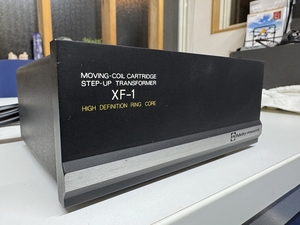 MOVING-COIL CARTRIDGE
STEP-UP TRANSFORMER
XF-1
HIGH DEFINITION RING CORE